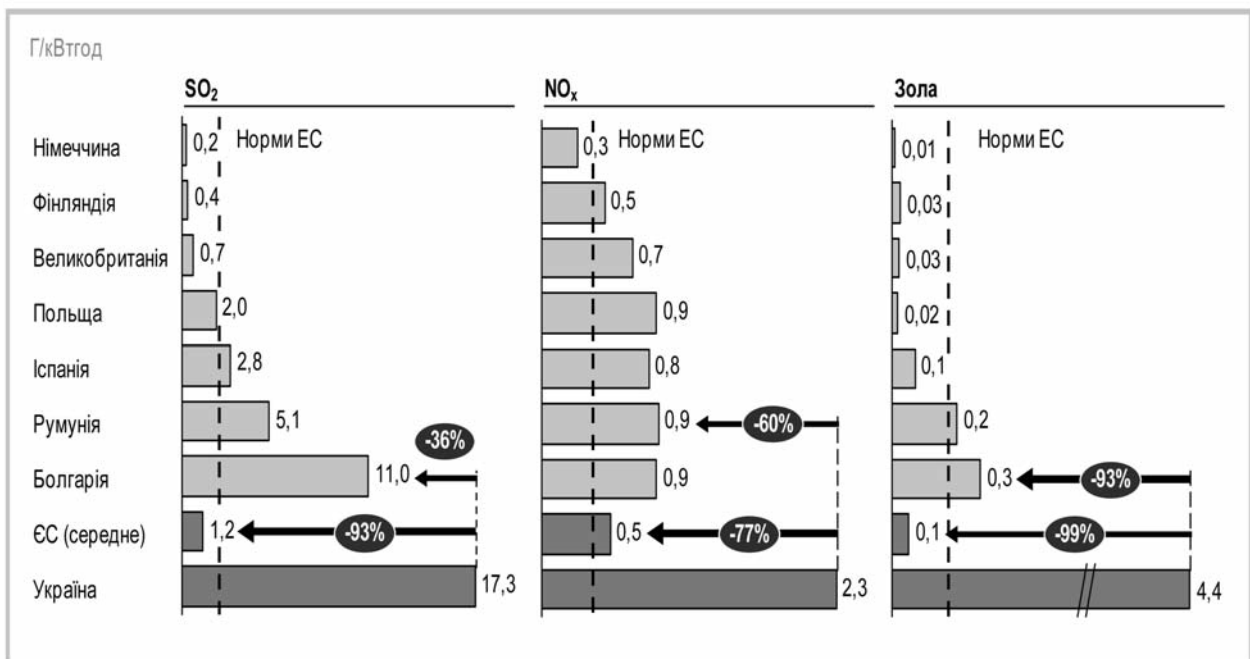 Г/кВтгод
SO₂
NOₓ
Зола
Норми ЕС
Норми ЕС
Норми ЕС
Німеччина 0,2 0,3 0,01
Фінляндія 0,4 0,5 0,03
Великобританія 0,7 0,7 0,03
Польща 2,0 0,9 0,02
Іспанія 2,8 0,8 0,1
Румунія 5,1 0,9 -60% 0,2
-36%
Болгарія 11,0 0,9 0,3 -93%
ЄС (середнє) 1,2 -93% 0,5 -77% 0,1 -99%
Україна 17,3 2,3 4,4